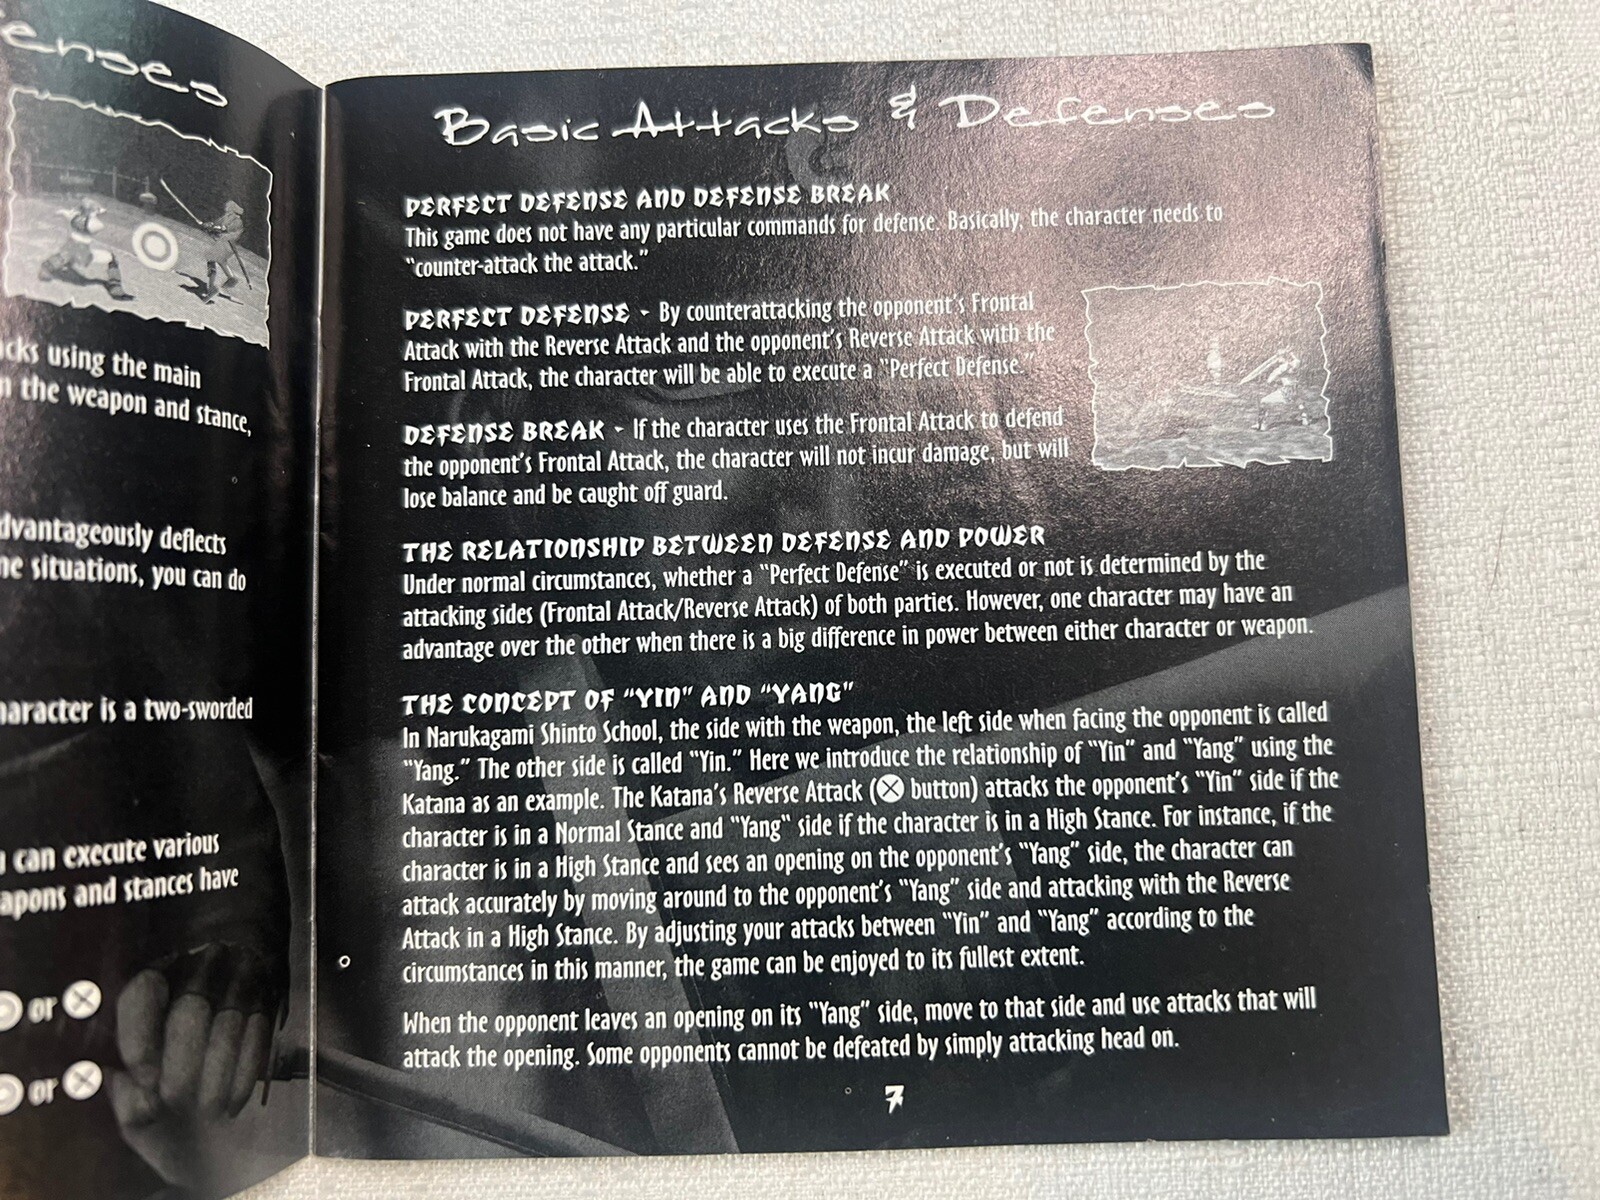 enses
cks using the main
n the weapon and stance,
dvantageously deflects
ne situations, you can do
haracter is a two-sworded
u can execute various
apons and stances have
or
or
Basic Attacks & Defenses
PERFECT DEFENSE AND DEFENSE BREAK
This game does not have any particular commands for defense. Basically, the character needs to
“counter-attack the attack.”
PERFECT DEFENSE - By counterattacking the opponent’s Frontal
Attack with the Reverse Attack and the opponent’s Reverse Attack with the
Frontal Attack, the character will be able to execute a “Perfect Defense.”
DEFENSE BREAK - If the character uses the Frontal Attack to defend
the opponent’s Frontal Attack, the character will not incur damage, but will
lose balance and be caught off guard.
THE RELATIONSHIP BETWEEN DEFENSE AND POWER
Under normal circumstances, whether a “Perfect Defense” is executed or not is determined by the
attacking sides (Frontal Attack/Reverse Attack) of both parties. However, one character may have an
advantage over the other when there is a big difference in power between either character or weapon.
THE CONCEPT OF “YIN” AND “YANG”
In Narukagami Shinto School, the side with the weapon, the left side when facing the opponent is called
“Yang.” The other side is called “Yin.” Here we introduce the relationship of “Yin” and “Yang” using the
Katana as an example. The Katana’s Reverse Attack (ⓧ button) attacks the opponent’s “Yin” side if the
character is in a Normal Stance and “Yang” side if the character is in a High Stance. For instance, if the
character is in a High Stance and sees an opening on the opponent’s “Yang” side, the character can
attack accurately by moving around to the opponent’s “Yang” side and attacking with the Reverse
Attack in a High Stance. By adjusting your attacks between “Yin” and “Yang” according to the
circumstances in this manner, the game can be enjoyed to its fullest extent.
When the opponent leaves an opening on its “Yang” side, move to that side and use attacks that will
attack the opening. Some opponents cannot be defeated by simply attacking head on.
7